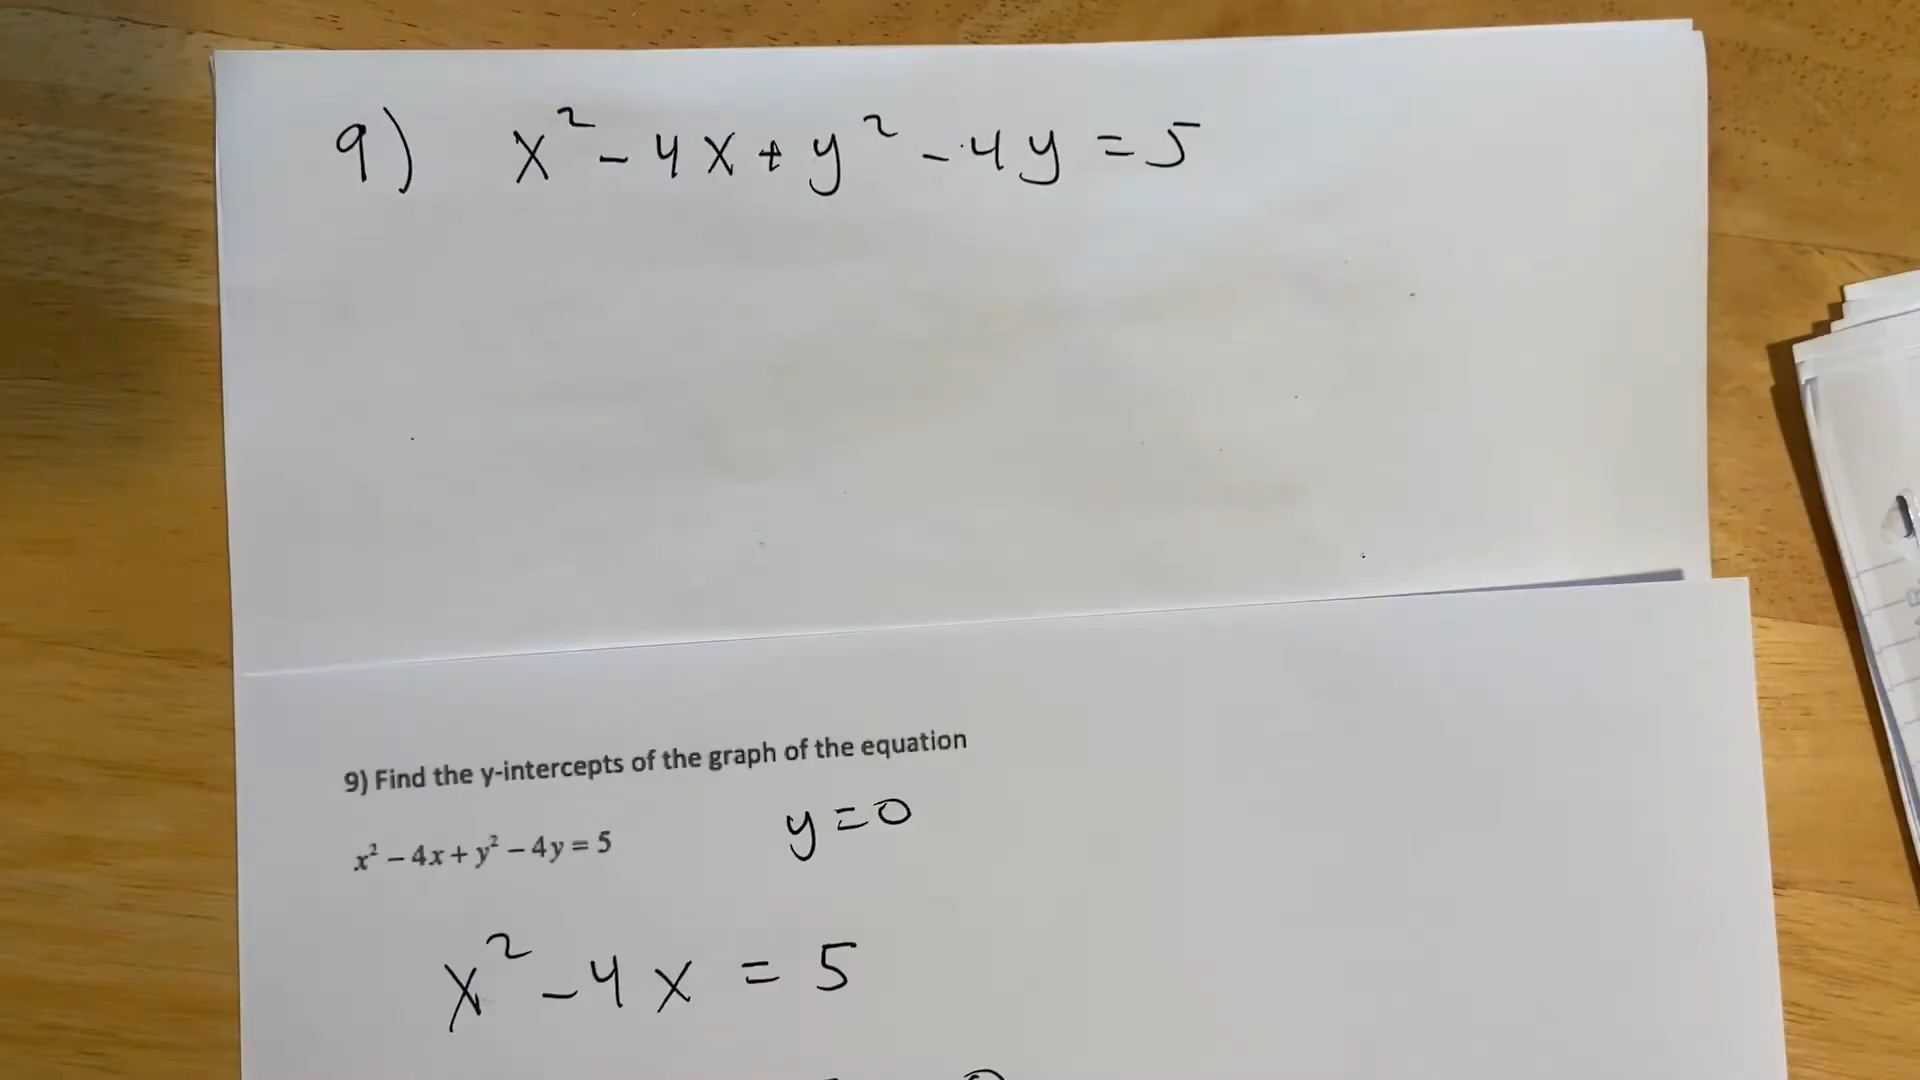 9) x² - 4x + y² - 4y = 5
9) Find the y-intercepts of the graph of the equation
y = 0
x² - 4x + y² - 4y = 5
x² - 4x = 5